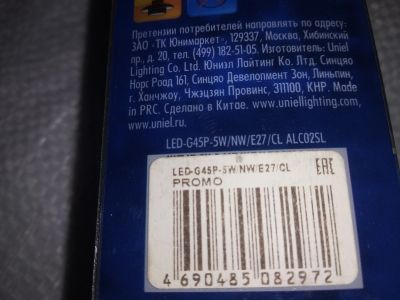 Претензии потребителей направлять по адресу:
ЗАО «ТК Юнимаркет», 129337, Москва, Хибинский
пр., д. 20, тел. (499) 182-51-05. Изготовитель: Uniel
Lighting Co. Ltd. Юниэл Лайтинг Ко. Лтд. Синцяо
Норс Роад 161, Синцяо Девелопмент Зон, Линьпин,
г. Ханчжоу, Чжэцзян Провинс, 311100, КНР. Made
in PRC. Сделано в Китае. www.uniellighting.com,
www.uniel.ru.
LED-G45P-5W/NW/E27/CL ALC02SL
LED-G45P-5W/NW/E27/CL
PROMO
EAC
4 690485 082972